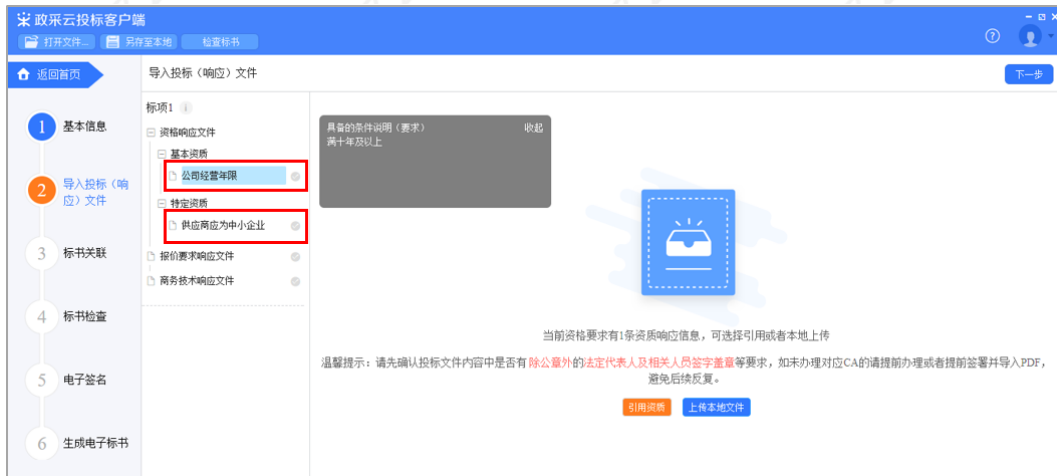 政采云投标客户端
打开文件... 另存至本地 检查标书
返回首页
导入投标（响应）文件
下一步
1 基本信息
2 导入投标（响应）文件
3 标书关联
4 标书检查
5 电子签名
6 生成电子标书
标项1
资格响应文件
基本资质
公司经营年限
特定资质
供应商应为中小企业
报价要求响应文件
商务技术响应文件
具备的条件说明（要求） 收起
满十年及以上
当前资格要求有1条资质响应信息，可选择引用或者本地上传
温馨提示：请先确认投标文件内容中是否有除公章外的法定代表人及相关人员签字盖章等要求，如未办理对应CA的请提前办理或者提前签署并导入PDF，
避免后续反复。
引用资质 上传本地文件